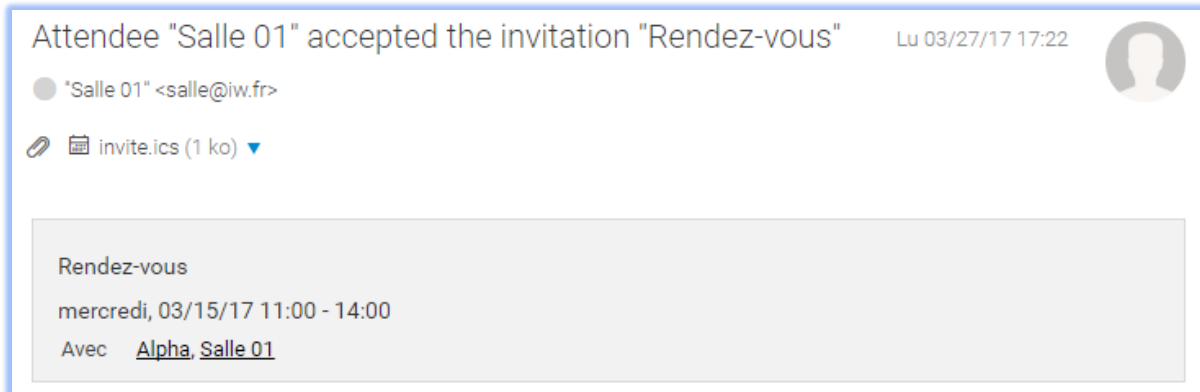 Attendee "Salle 01" accepted the invitation "Rendez-vous" Lu 03/27/17 17:22
"Salle 01" <salle@iw.fr>
invite.ics (1 ko)
Rendez-vous
mercredi, 03/15/17 11:00 - 14:00
Avec Alpha, Salle 01